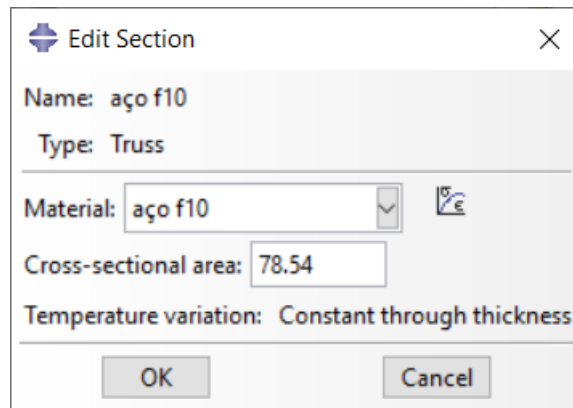 Edit Section
Name: aço f10
Type: Truss
Material: aço f10
Cross-sectional area: 78.54
Temperature variation: Constant through thickness
OK Cancel